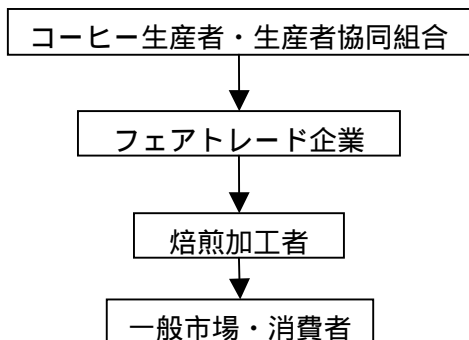 コーヒー生産者・生産者協同組合
フェアトレード企業
焙煎加工者
一般市場・消費者